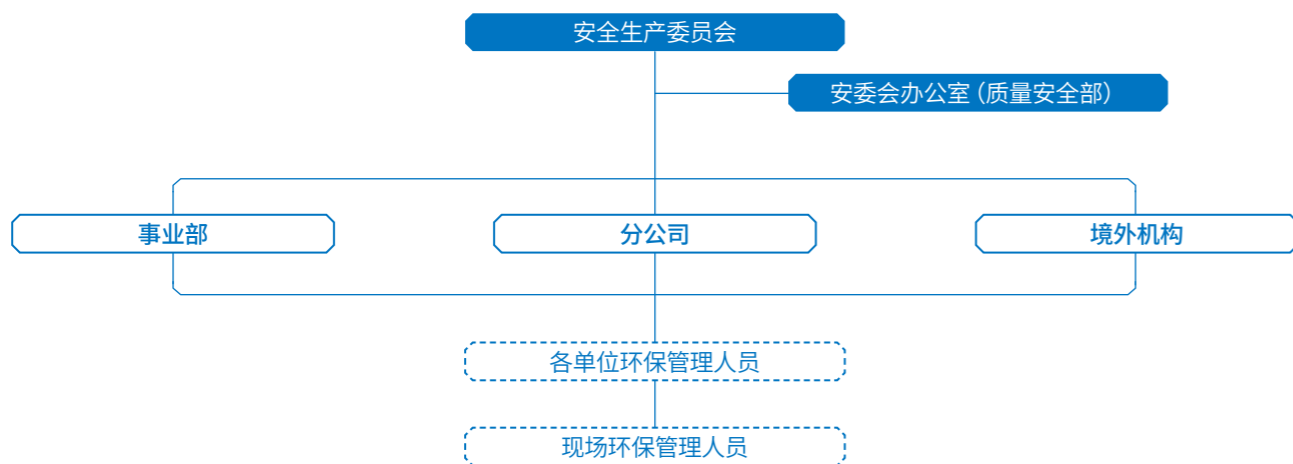 安全生产委员会
安委会办公室（质量安全部）
事业部
分公司
境外机构
各单位环保管理人员
现场环保管理人员